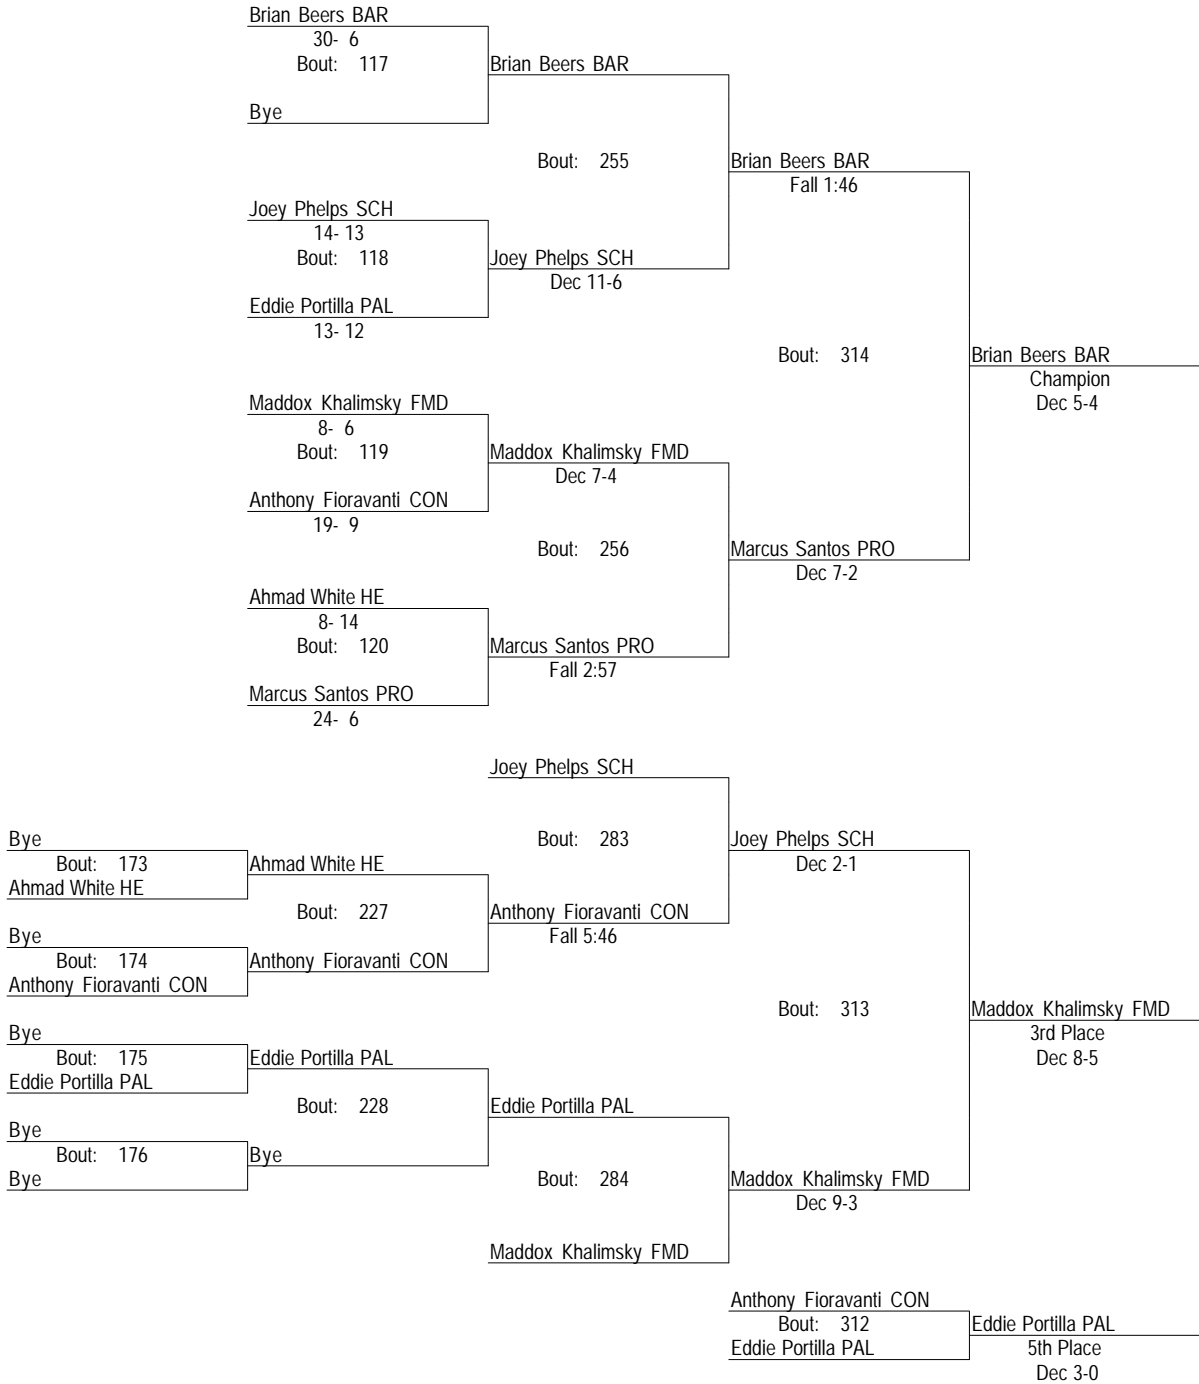 Brian Beers BAR
30- 6
Bout: 117
Brian Beers BAR
Bye
Bout: 255
Brian Beers BAR
Fall 1:46
Joey Phelps SCH
14- 13
Bout: 118
Joey Phelps SCH
Dec 11-6
Eddie Portilla PAL
13- 12
Bout: 314
Brian Beers BAR
Champion
Dec 5-4
Maddox Khalimsky FMD
8- 6
Bout: 119
Maddox Khalimsky FMD
Dec 7-4
Anthony Fioravanti CON
19- 9
Bout: 256
Marcus Santos PRO
Dec 7-2
Ahmad White HE
8- 14
Bout: 120
Marcus Santos PRO
Fall 2:57
Marcus Santos PRO
24- 6
Joey Phelps SCH
Bout: 283
Joey Phelps SCH
Dec 2-1
Bye
Bout: 173
Ahmad White HE
Ahmad White HE
Bout: 227
Anthony Fioravanti CON
Fall 5:46
Bye
Bout: 174
Anthony Fioravanti CON
Anthony Fioravanti CON
Bout: 313
Maddox Khalimsky FMD
3rd Place
Dec 8-5
Bye
Bout: 175
Eddie Portilla PAL
Eddie Portilla PAL
Bout: 228
Eddie Portilla PAL
Bye
Bout: 176
Bye
Bye
Bout: 284
Maddox Khalimsky FMD
Dec 9-3
Maddox Khalimsky FMD
Anthony Fioravanti CON
Bout: 312
Eddie Portilla PAL
Eddie Portilla PAL
5th Place
Dec 3-0